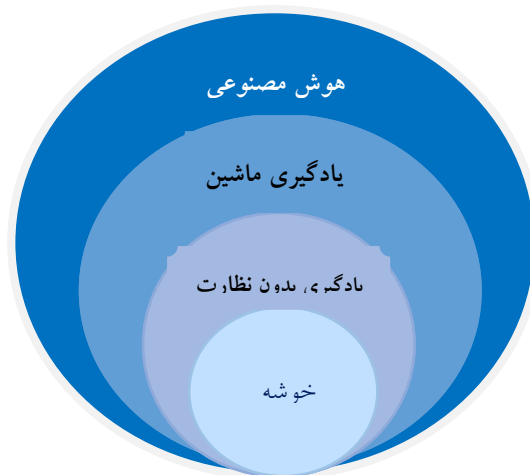 هوش مصنوعی
یادگیری ماشین
یادگیری بدون نظارت
خوشه